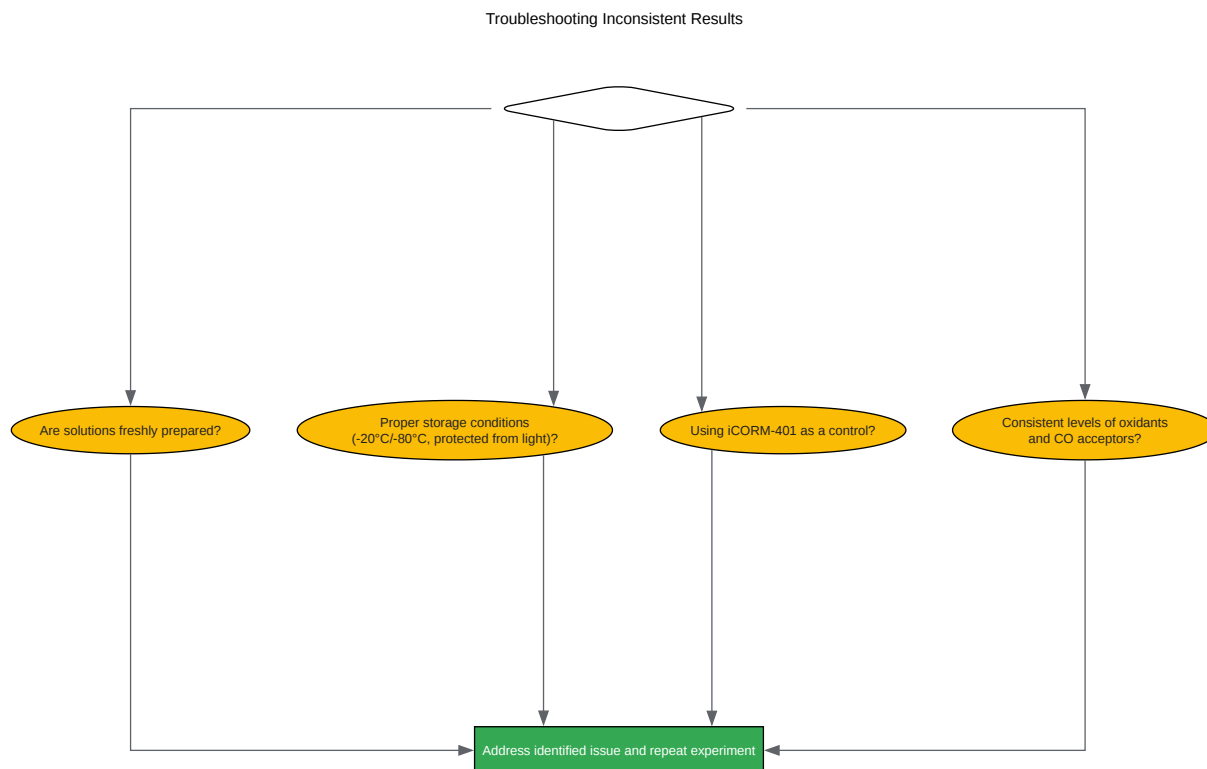 Troubleshooting Inconsistent Results
Are solutions freshly prepared?
Proper storage conditions
(-20°C/-80°C, protected from light)?
Using iCORM-401 as a control?
Consistent levels of oxidants
and CO acceptors?
Address identified issue and repeat experiment